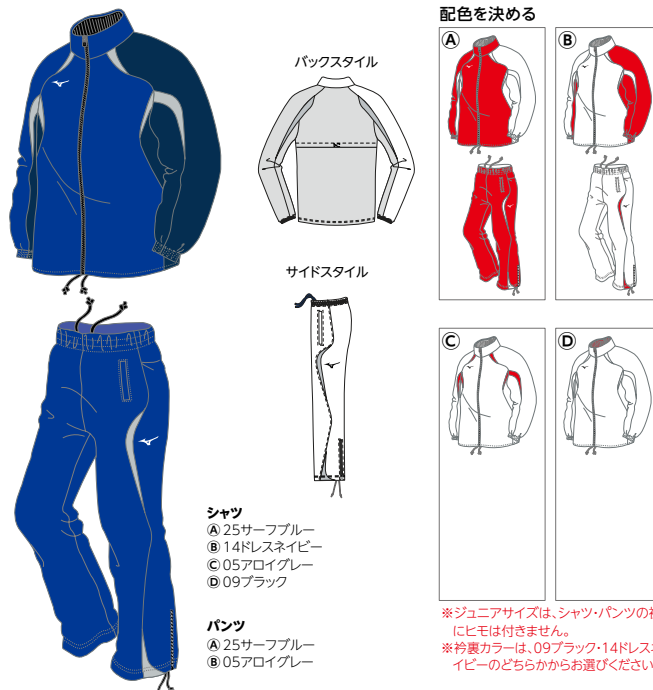 配色を決める
A
B
バックスタイル
サイドスタイル
C
D
シャツ
A 25サーフブルー
B 14ドレスネイビー
C 05アロイグレー
D 09ブラック
パンツ
A 25サーフブルー
B 05アロイグレー
※ジュニアサイズは、シャツ・パンツの
にヒモは付きません。
※衿裏カラーは、09ブラック・14ドレスネ
イビーのどちらかからお選びください